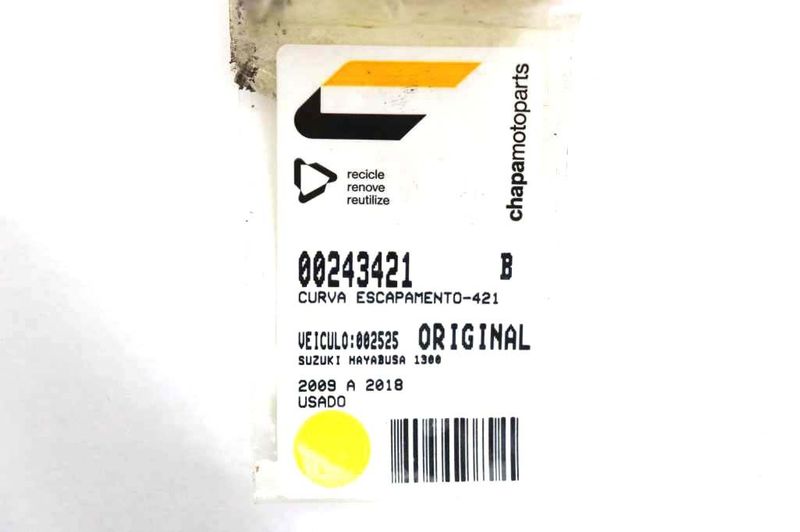 chapamotoparts
recicle
renove
reutilize
00243421 B
CURVA ESCAPAMENTO-421
VEICULO:002525 ORIGINAL
SUZUKI HAYABUSA 1300
2009 A 2018
USADO